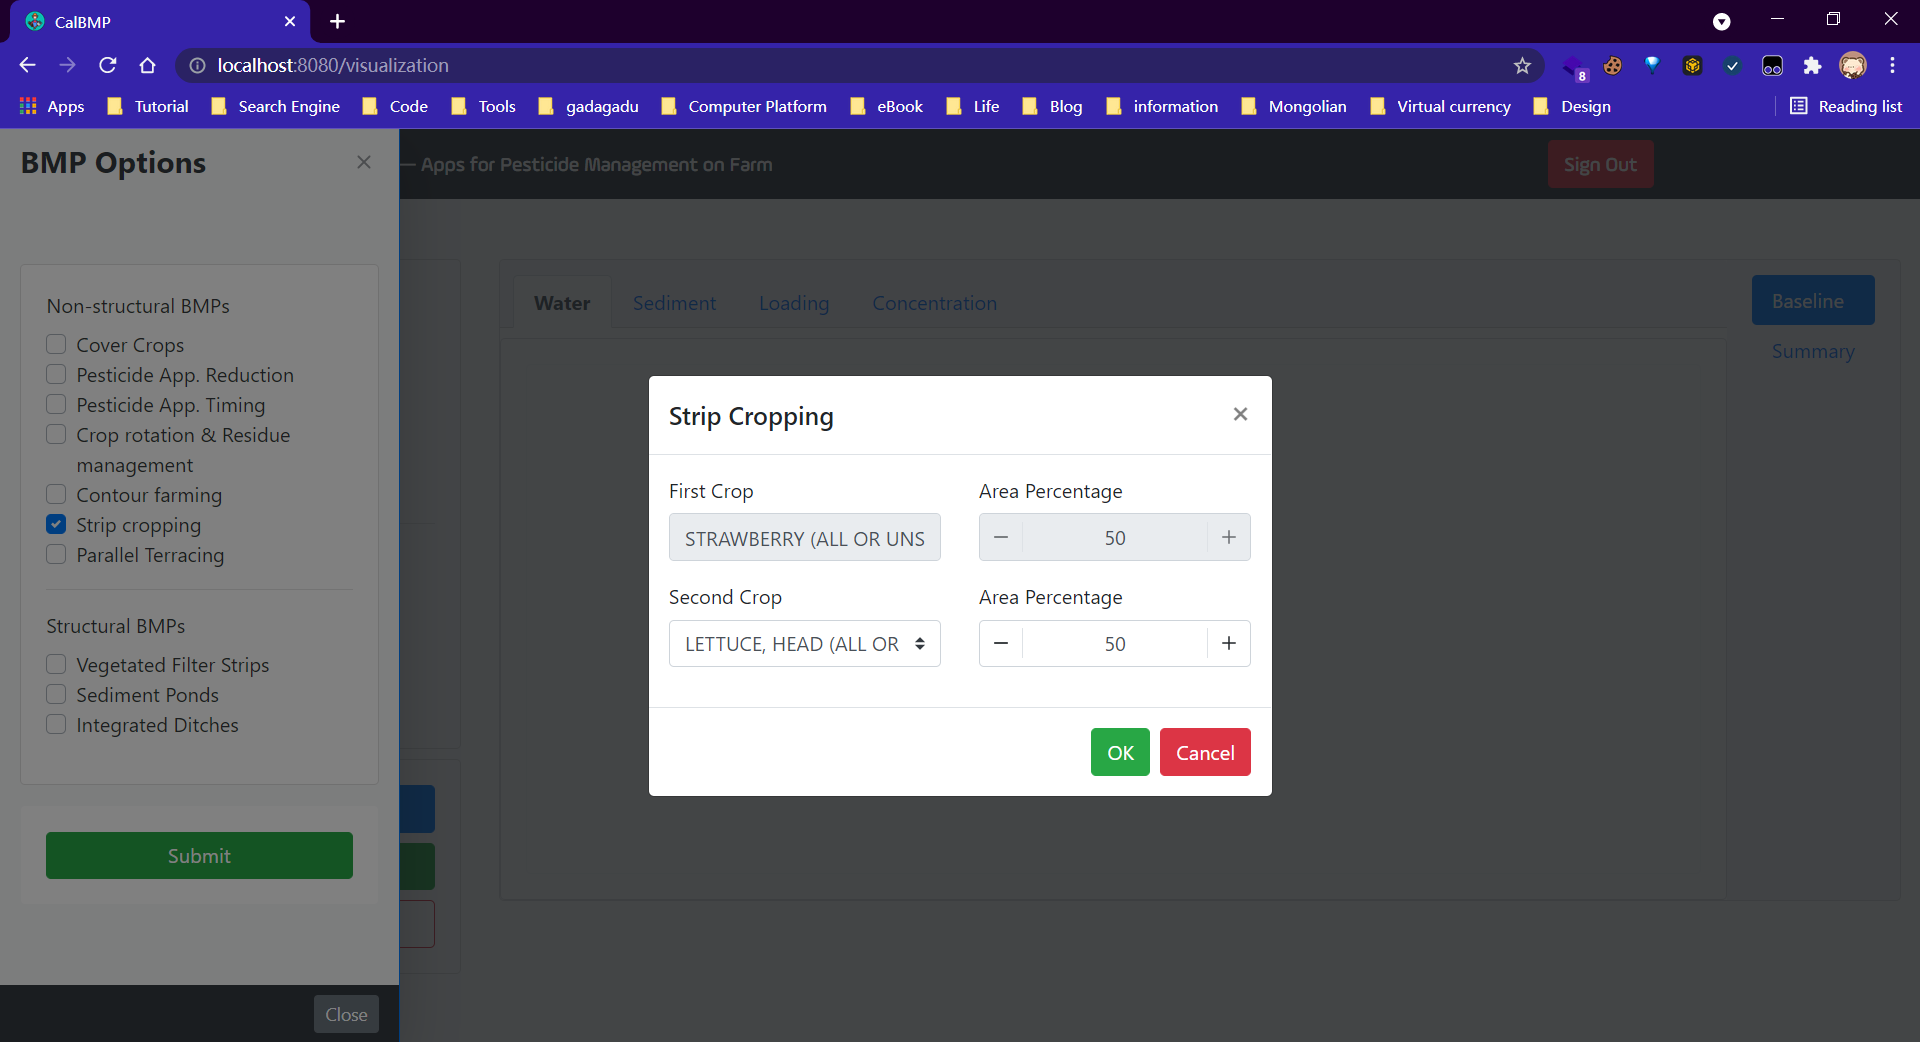 CalBMP
localhost:8080/visualization
8
Apps
Tutorial
Search Engine
Code
Tools
gadagadu
Computer Platform
eBook
Life
Blog
information
Mongolian
Virtual currency
Design
Reading list
BMP Options
— Apps for Pesticide Management on Farm
Sign Out
Non-structural BMPs
Cover Crops
Pesticide App. Reduction
Pesticide App. Timing
Crop rotation & Residue
management
Contour farming
Strip cropping
Parallel Terracing
Structural BMPs
Vegetated Filter Strips
Sediment Ponds
Integrated Ditches
Submit
Close
Water
Sediment
Loading
Concentration
Baseline
Summary
Strip Cropping
First Crop
Area Percentage
STRAWBERRY (ALL OR UNS
50
Second Crop
Area Percentage
LETTUCE, HEAD (ALL OR
50
OK
Cancel